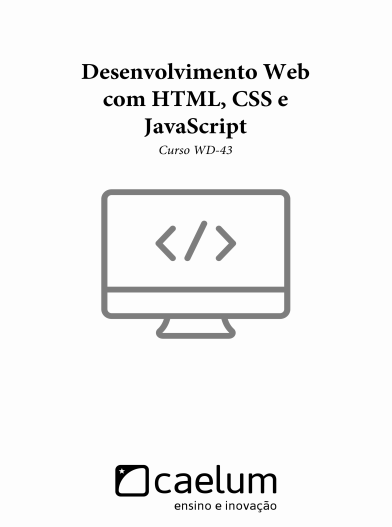 Desenvolvimento Web
com HTML, CSS e
JavaScript
Curso WD-43
</>
caelum
ensino e inovação